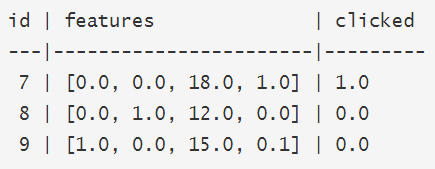 id | features              | clicked
---|-----------------------|---------
 7 | [0.0, 0.0, 18.0, 1.0] | 1.0
 8 | [0.0, 1.0, 12.0, 0.0] | 0.0
 9 | [1.0, 0.0, 15.0, 0.1] | 0.0